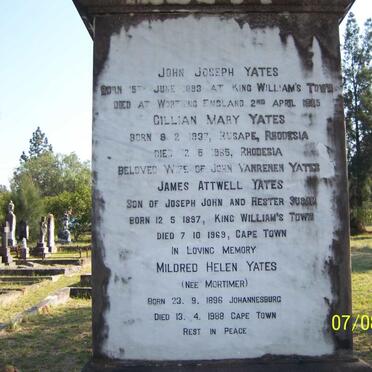 John Joseph YATES
Born 15th June 1893 at King William's Town
Died at Worthing England 2nd April 1985
Gillian Mary Yates
Born 8 2 1937, Rusape, Rhodesia
Died 6 1965, Rhodesia
Beloved Wife of John Vanrenen Yates
James Attwell Yates
Son of Joseph John and Hester Susan
Born 12 5 1897, King William's Town
Died 7 10 1969, Cape Town
In Loving Memory
Mildred Helen Yates
(nee Mortimer)
Born 23. 9. 1896 Johannesburg
Died 13. 4. 1988 Cape Town
Rest in Peace
07/08